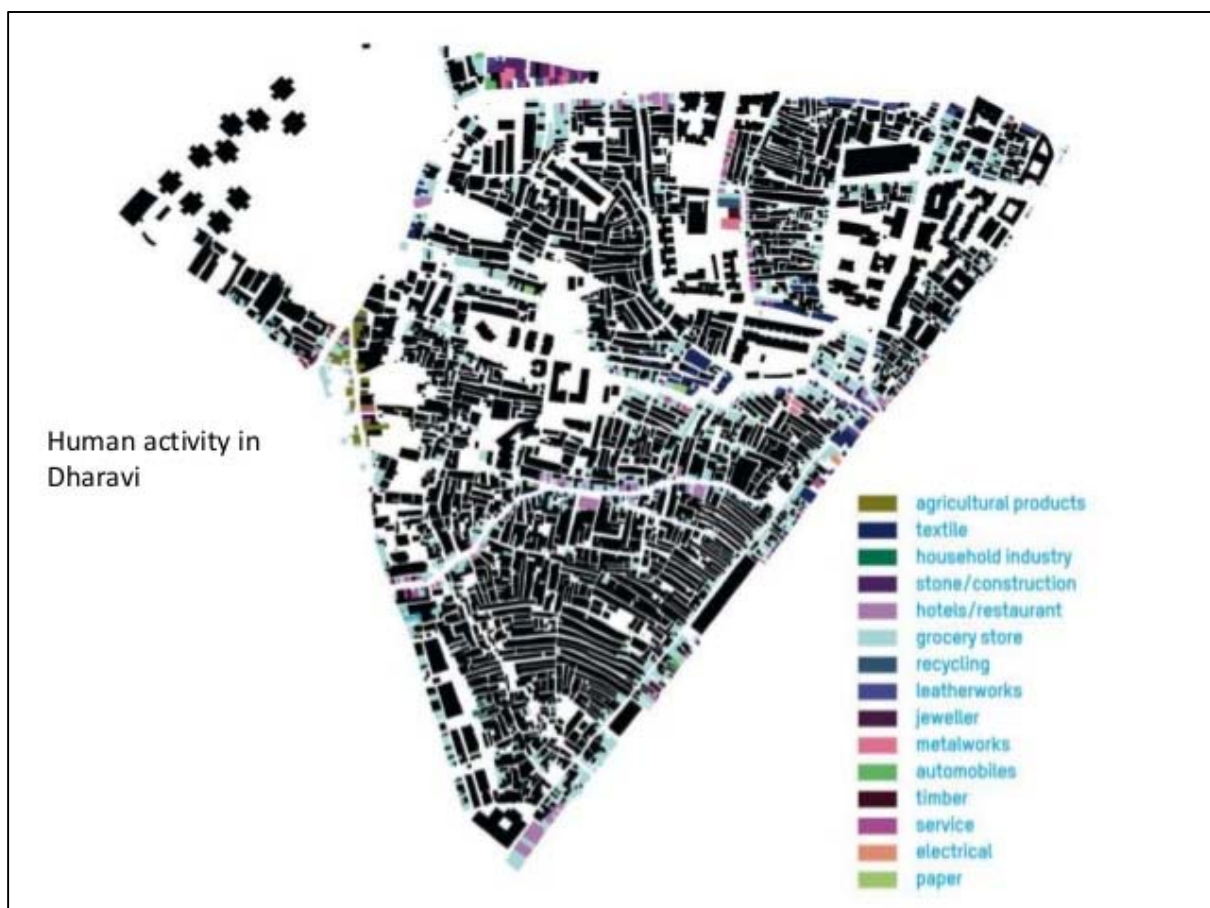 Human activity in
Dharavi
agricultural products
textile
household industry
stone/construction
hotels/restaurant
grocery store
recycling
leatherworks
jeweller
metalworks
automobiles
timber
service
electrical
paper